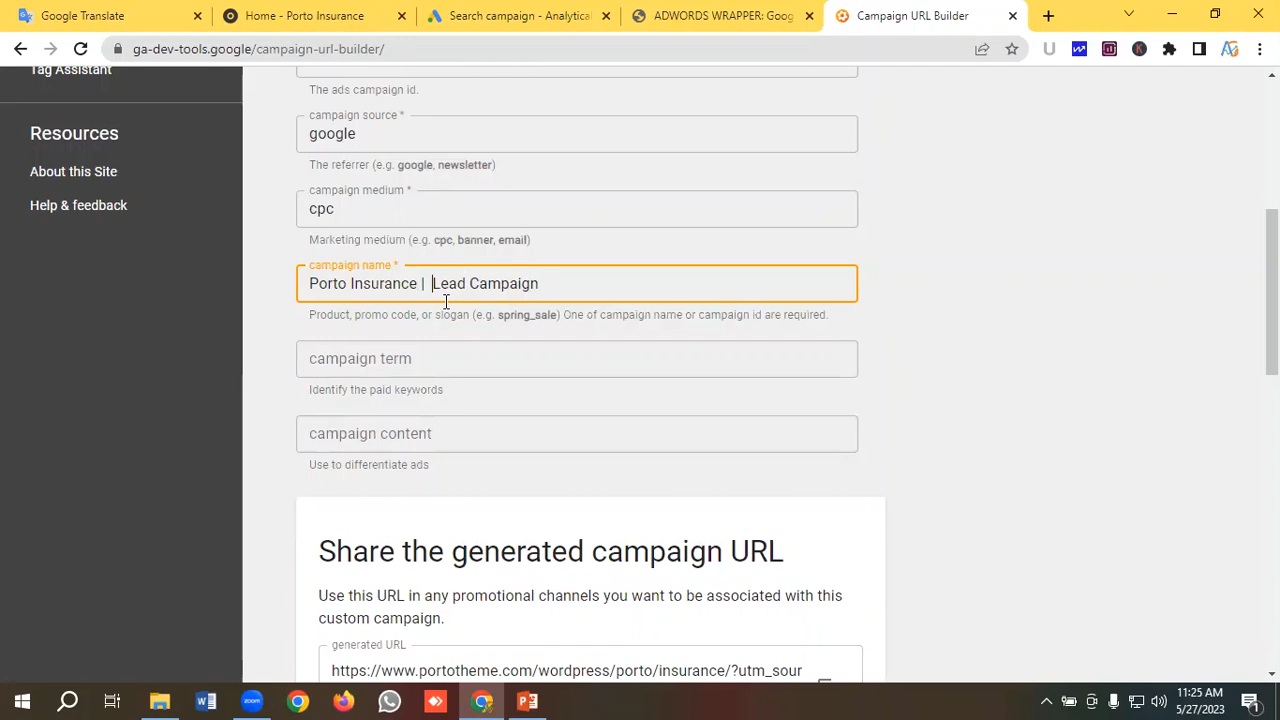 Google Translate
Home - Porto Insurance
Search campaign - Analytical
ADWORDS WRAPPER: Goog
Campaign URL Builder
ga-dev-tools.google/campaign-url-builder/
Tag Assistant
Resources
About this Site
Help & feedback
The ads campaign id.
campaign source *
google
The referrer (e.g. google, newsletter)
campaign medium *
cpc
Marketing medium (e.g. cpc, banner, email)
campaign name *
Porto Insurance | Lead Campaign
Product, promo code, or slogan (e.g. spring_sale) One of campaign name or campaign id are required.
campaign term
Identify the paid keywords
campaign content
Use to differentiate ads
Share the generated campaign URL
Use this URL in any promotional channels you want to be associated with this
custom campaign.
generated URL
https://www.portotheme.com/wordpress/porto/insurance/?utm_sour
11:25 AM
5/27/2023